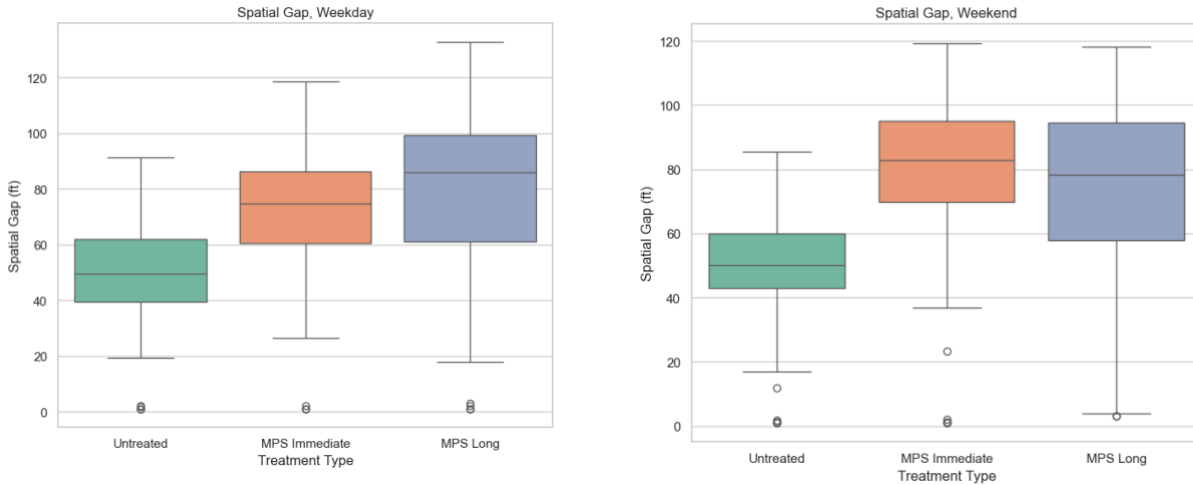 Spatial Gap, Weekday
120
100
80
60
40
20
0
Spatial Gap (ft)
Untreated
MPS Immediate
MPS Long
Treatment Type
Spatial Gap, Weekend
120
100
80
60
40
20
0
Spatial Gap (ft)
Untreated
MPS Immediate
MPS Long
Treatment Type